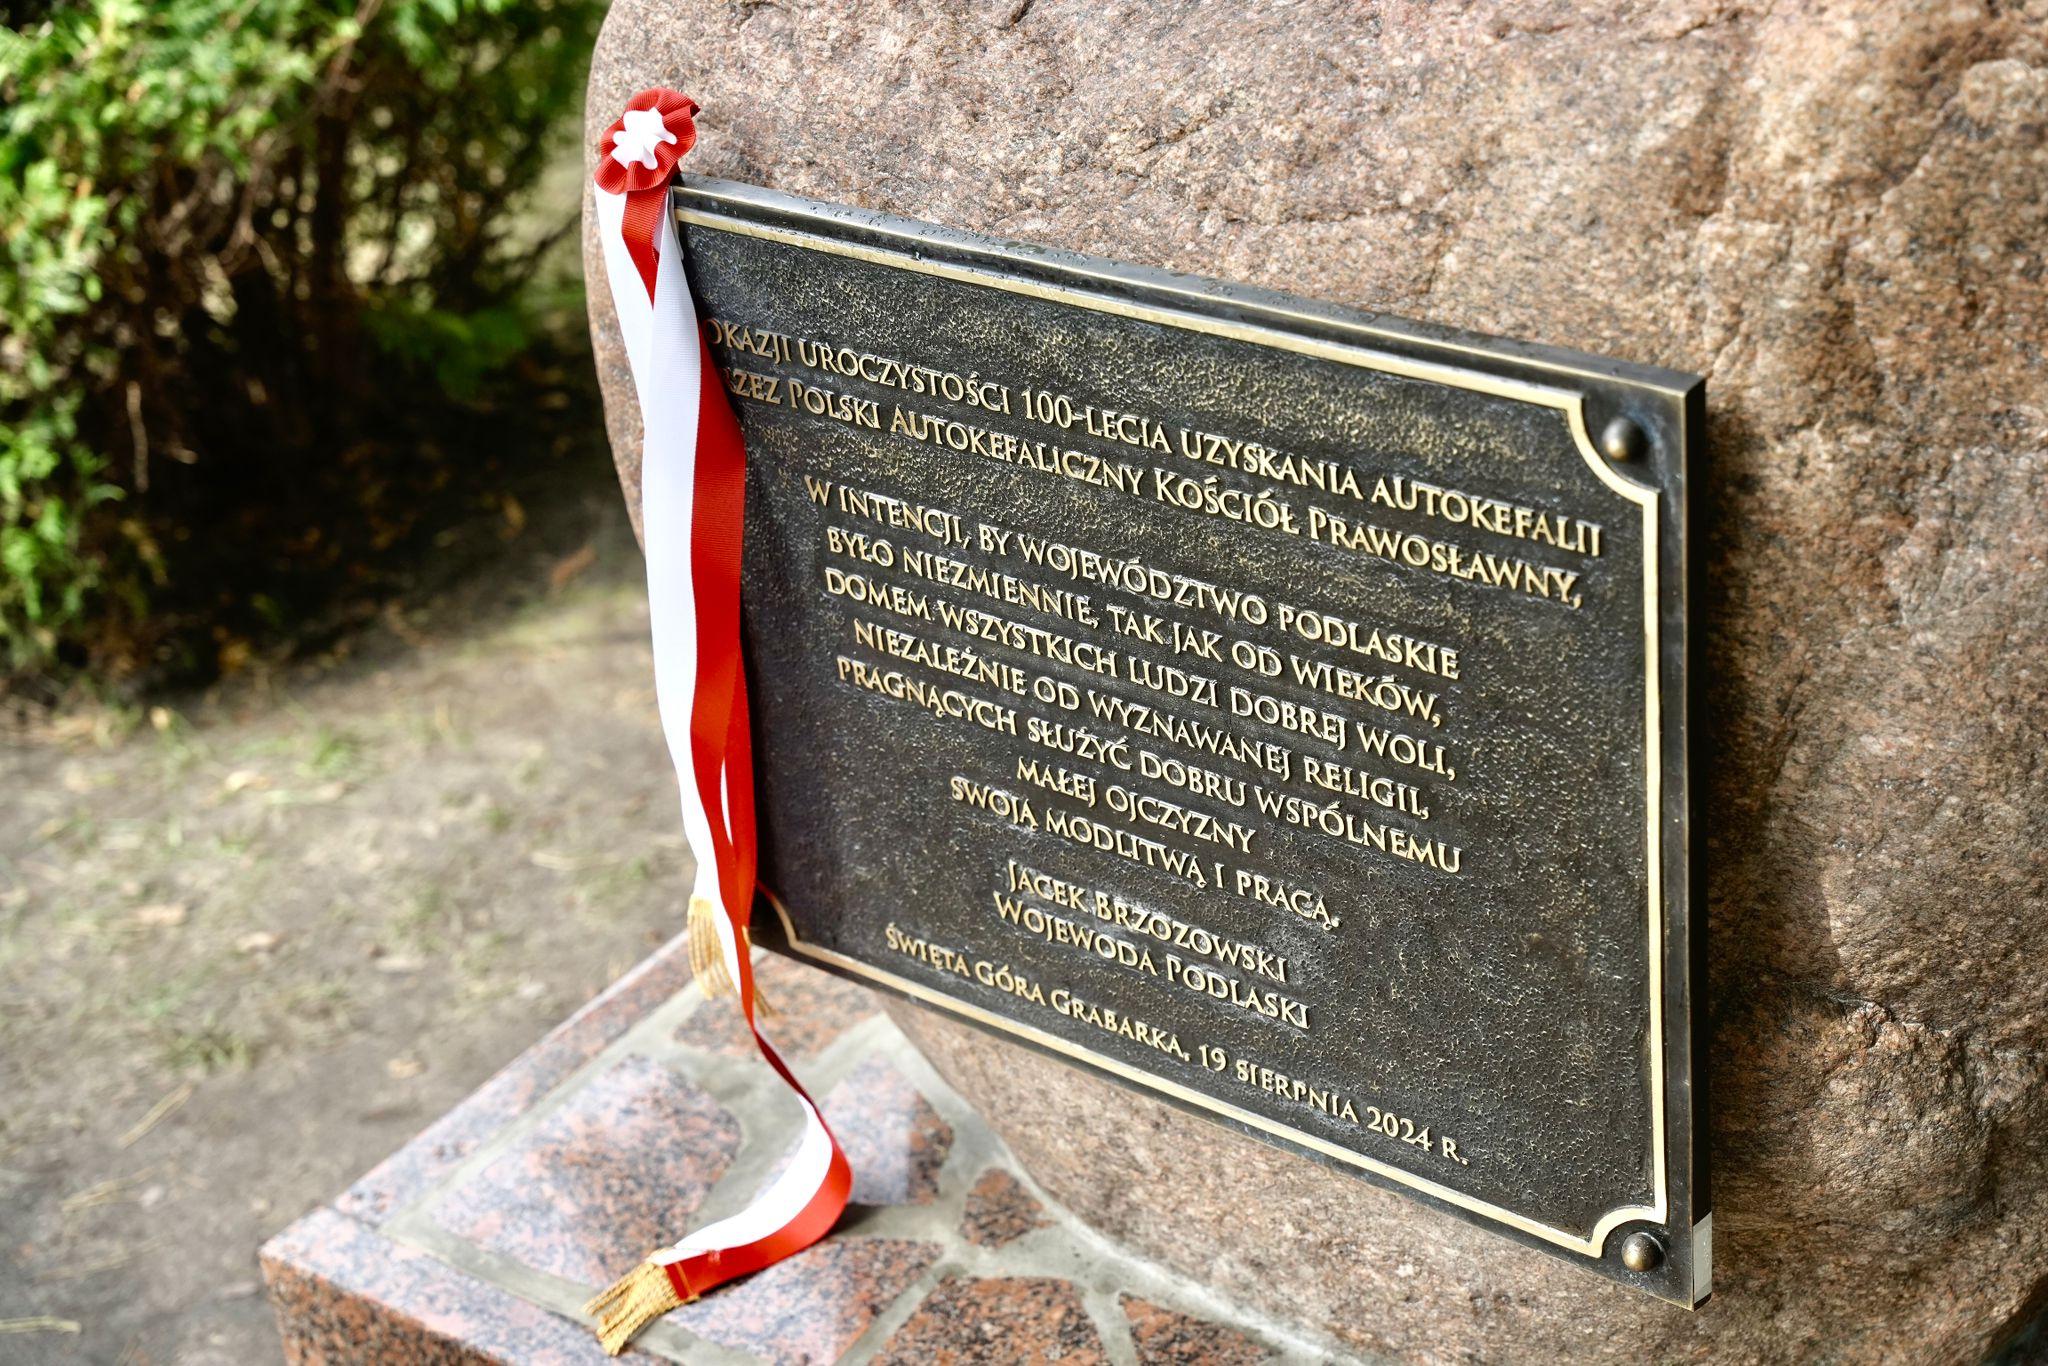 OKAZJI UROCZYSTOŚCI 100-LECIA UZYSKANIA AUTOKEFALII
POLSKI AUTOKEFALICZNY KOŚCIÓŁ PRAWOSŁAWNY,
W INTENCJI, BY WOJEWÓDZTWO PODLASKIE
BYŁO NIEZMIENNIE, TAK JAK OD WIEKÓW,
DOMEM WSZYSTKICH LUDZI DOBREJ WOLI,
NIEZALEŻNIE OD WYZNAWANEJ RELIGII,
PRAGNĄCYCH SŁUŻYĆ DOBRU WSPÓLNEMU
MAŁEJ OJCZYZNY
SWOJĄ MODLITWĄ I PRACĄ.
JACEK BRZOZOWSKI
WOJEWODA PODLASKI
ŚWIĘTA GÓRA GRABARKA, 19 SIERPNIA 2024 R.